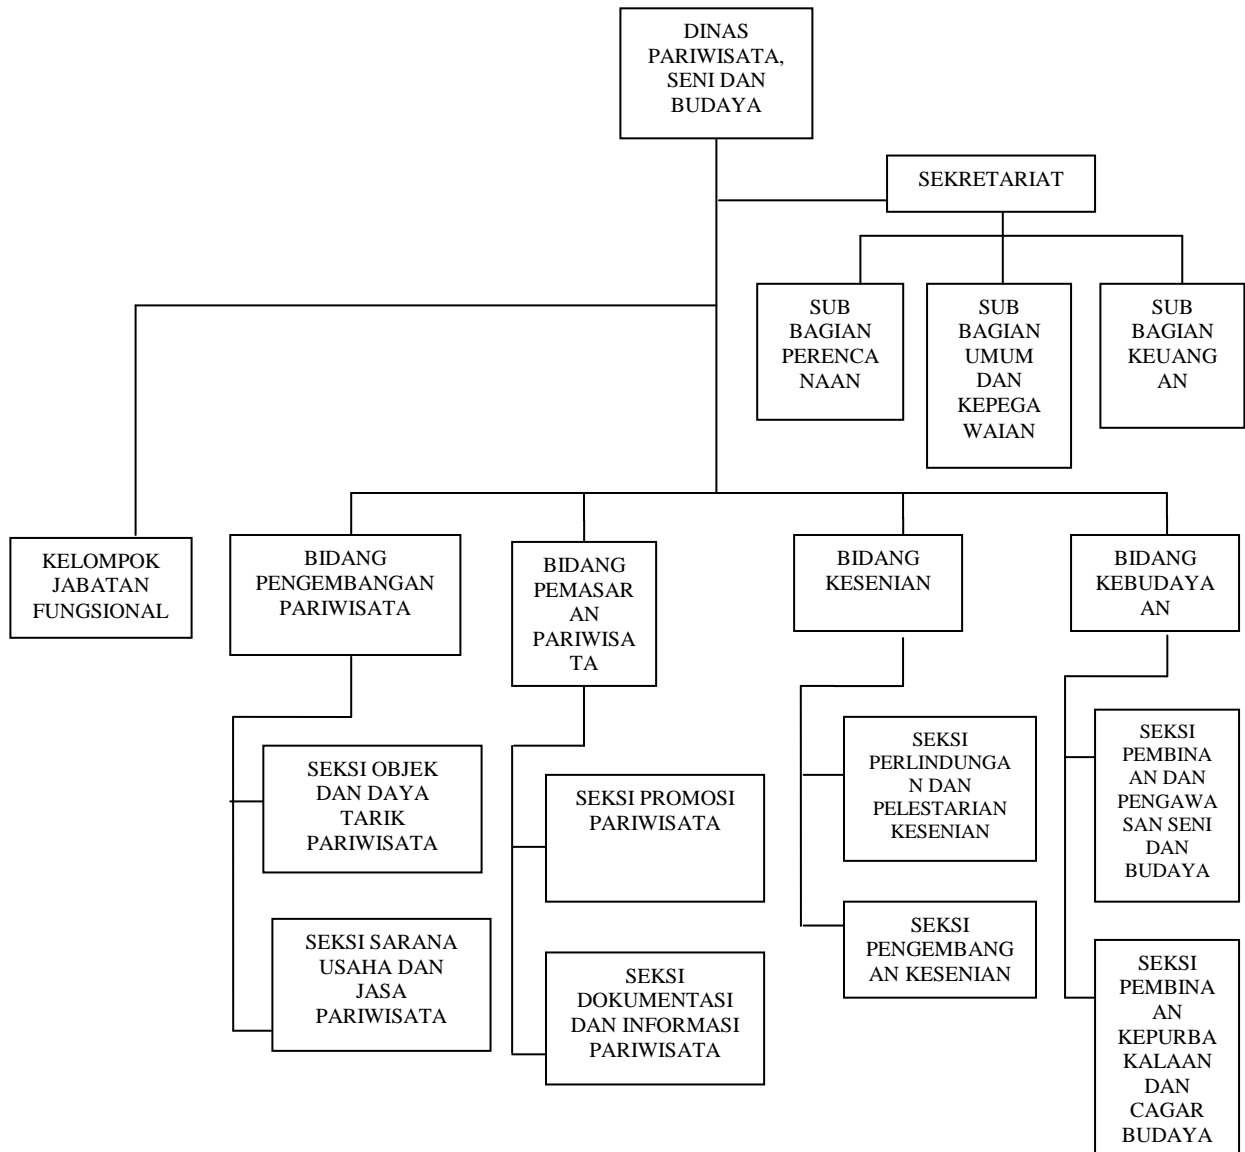 DINAS
PARIWISATA,
SENI DAN
BUDAYA
SEKRETARIAT
SUB
BAGIAN
PERENCA
NAAN
SUB
BAGIAN
UMUM
DAN
KEPEGA
WAIAN
SUB
BAGIAN
KEUANG
AN
KELOMPOK
JABATAN
FUNGSIONAL
BIDANG
PENGEMBANGAN
PARIWISATA
BIDANG
PEMASAR
AN
PARIWISA
TA
BIDANG
KESENIAN
BIDANG
KEBUDAYA
AN
SEKSI OBJEK
DAN DAYA
TARIK
PARIWISATA
SEKSI SARANA
USAHA DAN
JASA
PARIWISATA
SEKSI PROMOSI
PARIWISATA
SEKSI
DOKUMENTASI
DAN INFORMASI
PARIWISATA
SEKSI
PERLINDUNGA
N DAN
PELESTARIAN
KESENIAN
SEKSI
PENGEMBANG
AN KESENIAN
SEKSI
PEMBINA
AN DAN
PENGAWA
SAN SENI
DAN
BUDAYA
SEKSI
PEMBINA
AN
KEPURBA
KALAAN
DAN
CAGAR
BUDAYA